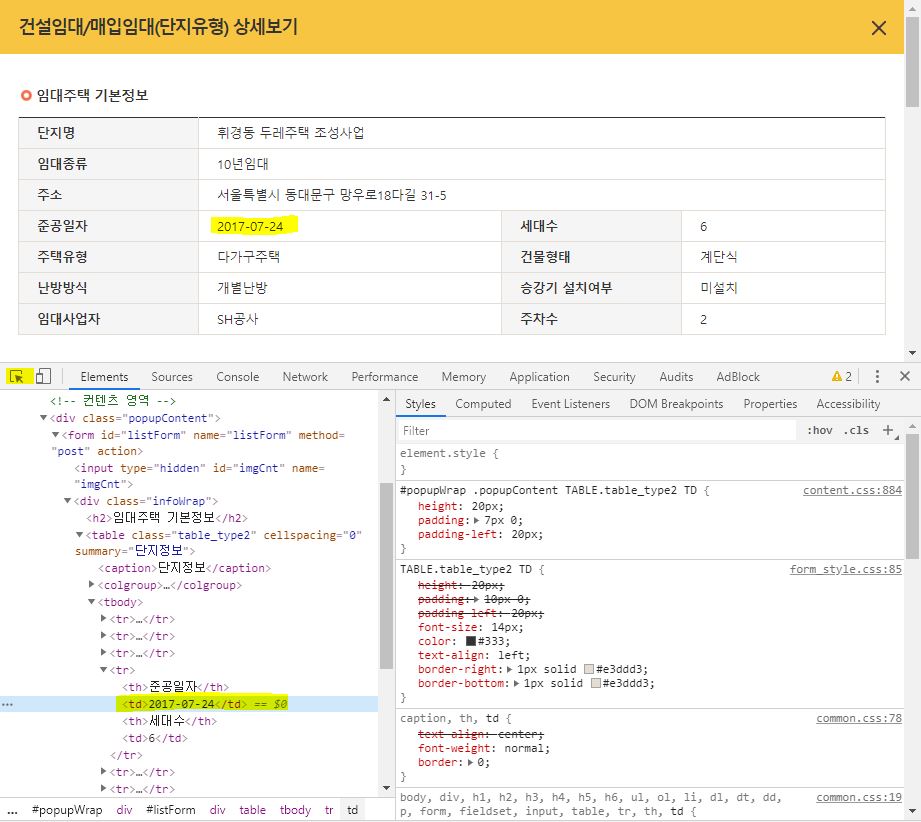 건설임대/매입임대(단지유형) 상세보기
임대주택 기본정보
단지명 휘경동 두레주택 조성사업
임대종류 10년임대
주소 서울특별시 동대문구 망우로18다길 31-5
준공일자 2017-07-24 세대수 6
주택유형 다가구주택 건물형태 계단식
난방방식 개별난방 승강기 설치여부 미설치
임대사업자 SH공사 주차수 2
Elements Sources Console Network Performance Memory Application Security Audits AdBlock 2
<!-- 컨텐츠 영역 -->
<div class="popupContent">
<form id="listForm" name="listForm" method=
"post" action>
<input type="hidden" id="imgCnt" name=
"imgCnt">
<div class="infoWrap">
<h2>임대주택 기본정보</h2>
<table class="table_type2" cellspacing="0"
summary="단지정보">
<caption>단지정보</caption>
<colgroup>…</colgroup>
<tbody>
<tr>…</tr>
<tr>…</tr>
<tr>…</tr>
<tr>
<th>준공일자</th>
... <td>2017-07-24</td> == $0
<th>세대수</th>
<td>6</td>
</tr>
<tr>…</tr>
<tr>…</tr>
... #popupWrap div #listForm div table tbody tr td
Styles Computed Event Listeners DOM Breakpoints Properties Accessibility
Filter :hov .cls +
element.style {
}
#popupWrap .popupContent TABLE.table_type2 TD { content.css:884
height: 20px;
padding: 7px 0;
padding-left: 20px;
}
TABLE.table_type2 TD { form_style.css:85
height: 20px;
padding: 10px 0;
padding-left: 20px;
font-size: 14px;
color: #333;
text-align: left;
border-right: 1px solid #e3ddd3;
border-bottom: 1px solid #e3ddd3;
}
caption, th, td { common.css:78
text-align: center;
font-weight: normal;
border: 0;
}
body, div, h1, h2, h3, h4, h5, h6, ul, ol, li, dl, dt, dd, common.css:19
p, form, fieldset, input, table, tr, th, td {